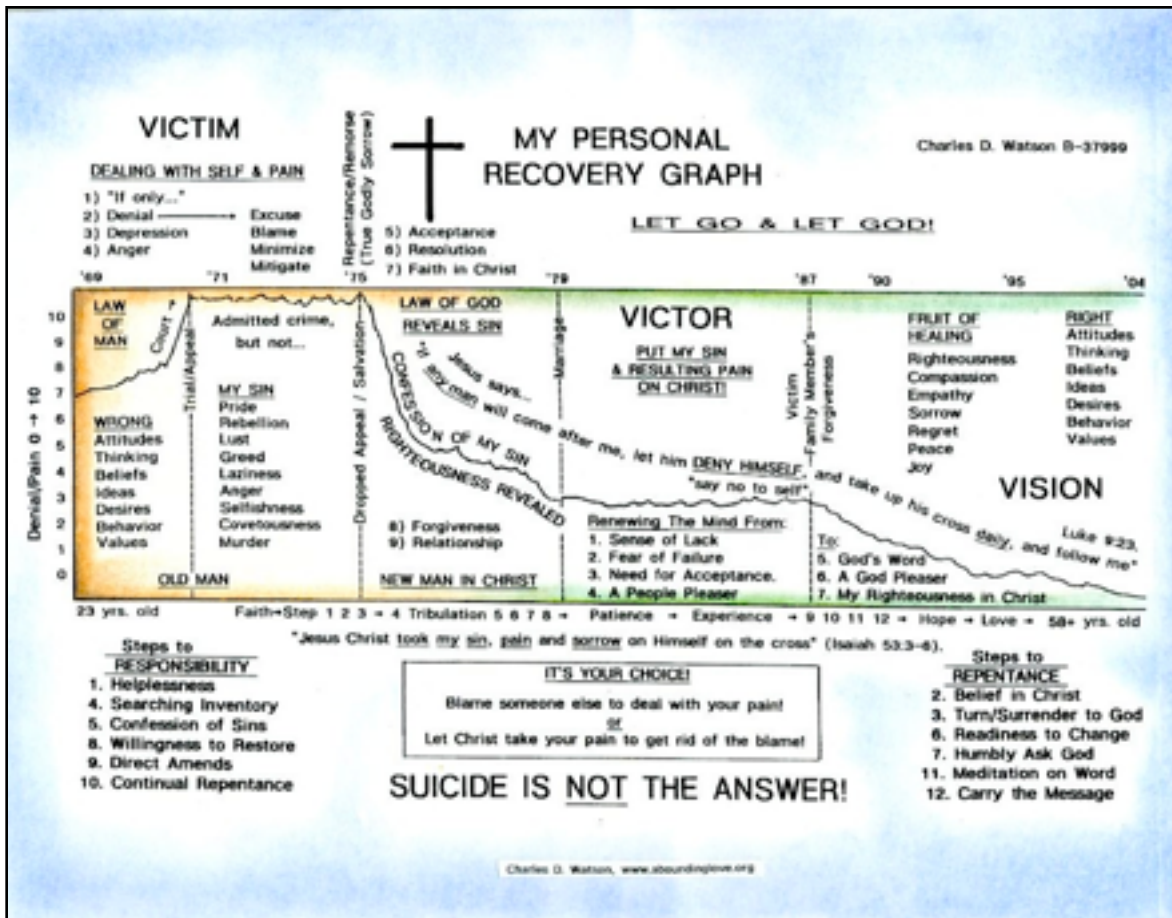 VICTIM
DEALING WITH SELF & PAIN
1) "If only..."
2) Denial → Excuse
3) Depression Blame
4) Anger Minimize
Mitigate
Repentance/Remorse
(True Godly Sorrow)
5) Acceptance
6) Resolution
7) Faith in Christ
MY PERSONAL
RECOVERY GRAPH
Charles D. Watson B-37999
LET GO & LET GOD!
'69 '71 '75 '79 '87 '90 '95 '04
Denial/Pain 0 → 10
10
9
8
7
6
5
4
3
2
1
0
LAW
OF
MAN
Court →
Trial/Appeal
WRONG
Attitudes
Thinking
Beliefs
Ideas
Desires
Behavior
Values
OLD MAN
Admitted crime,
but not...
MY SIN
Pride
Rebellion
Lust
Greed
Laziness
Anger
Selfishness
Covetousness
Murder
Dropped Appeal / Salvation
LAW OF GOD
REVEALS SIN
CONFESSION OF MY SIN
RIGHTEOUSNESS REVEALED
8) Forgiveness
9) Relationship
NEW MAN IN CHRIST
Marriage
Jesus says...
"if any man will come after me, let him DENY HIMSELF, and take up his cross daily, and follow me"
"say no to self"
Luke 9:23,
VICTOR
PUT MY SIN
& RESULTING PAIN
ON CHRIST!
Renewing The Mind From:
1. Sense of Lack
2. Fear of Failure
3. Need for Acceptance.
4. A People Pleaser
Victim
Family Member's
Forgiveness
FRUIT OF
HEALING
Righteousness
Compassion
Empathy
Sorrow
Regret
Peace
Joy
RIGHT
Attitudes
Thinking
Beliefs
Ideas
Desires
Behavior
Values
VISION
To:
5. God's Word
6. A God Pleaser
7. My Righteousness in Christ
23 yrs. old Faith→Step 1 2 3 → 4 Tribulation 5 6 7 8→ Patience → Experience → 9 10 11 12 → Hope → Love → 58+ yrs. old
"Jesus Christ took my sin, pain and sorrow on Himself on the cross" (Isaiah 53:3-6).
Steps to
RESPONSIBILITY
1. Helplessness
4. Searching Inventory
5. Confession of Sins
8. Willingness to Restore
9. Direct Amends
10. Continual Repentance
IT'S YOUR CHOICE!
Blame someone else to deal with your pain!
or
Let Christ take your pain to get rid of the blame!
SUICIDE IS NOT THE ANSWER!
Steps to
REPENTANCE
2. Belief in Christ
3. Turn/Surrender to God
6. Readiness to Change
7. Humbly Ask God
11. Meditation on Word
12. Carry the Message
Charles D. Watson, www.aboundinglove.org